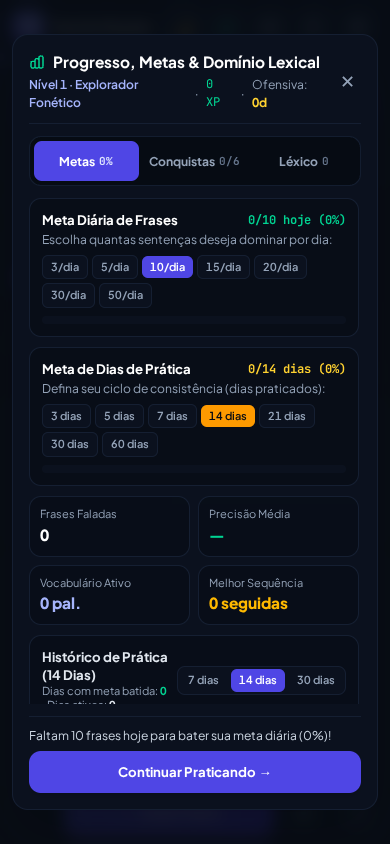 Progresso, Metas & Domínio Lexical
Nível 1 · Explorador Fonético · 0 XP · Ofensiva: 0d
✕
Metas 0%
Conquistas 0/6
Léxico 0
Meta Diária de Frases
0/10 hoje (0%)
Escolha quantas sentenças deseja dominar por dia:
3/dia 5/dia 10/dia 15/dia 20/dia
30/dia 50/dia
Meta de Dias de Prática
0/14 dias (0%)
Defina seu ciclo de consistência (dias praticados):
3 dias 5 dias 7 dias 14 dias 21 dias
30 dias 60 dias
Frases Faladas
0
Precisão Média
—
Vocabulário Ativo
0 pal.
Melhor Sequência
0 seguidas
Histórico de Prática
(14 Dias)
Dias com meta batida: 0
· Dias ativos: 0
7 dias 14 dias 30 dias
Faltam 10 frases hoje para bater sua meta diária (0%)!
Continuar Praticando →